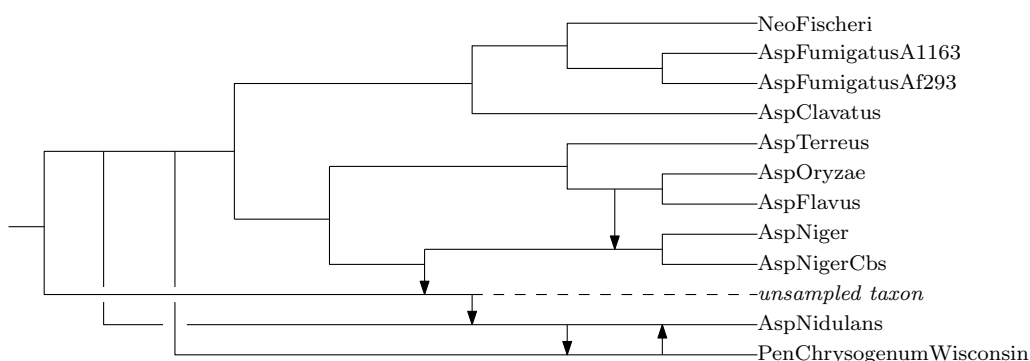 NeoFischeri
AspFumigatusA1163
AspFumigatusAf293
AspClavatus
AspTerreus
AspOryzae
AspFlavus
AspNiger
AspNigerCbs
unsampled taxon
AspNidulans
PenChrysogenumWisconsin